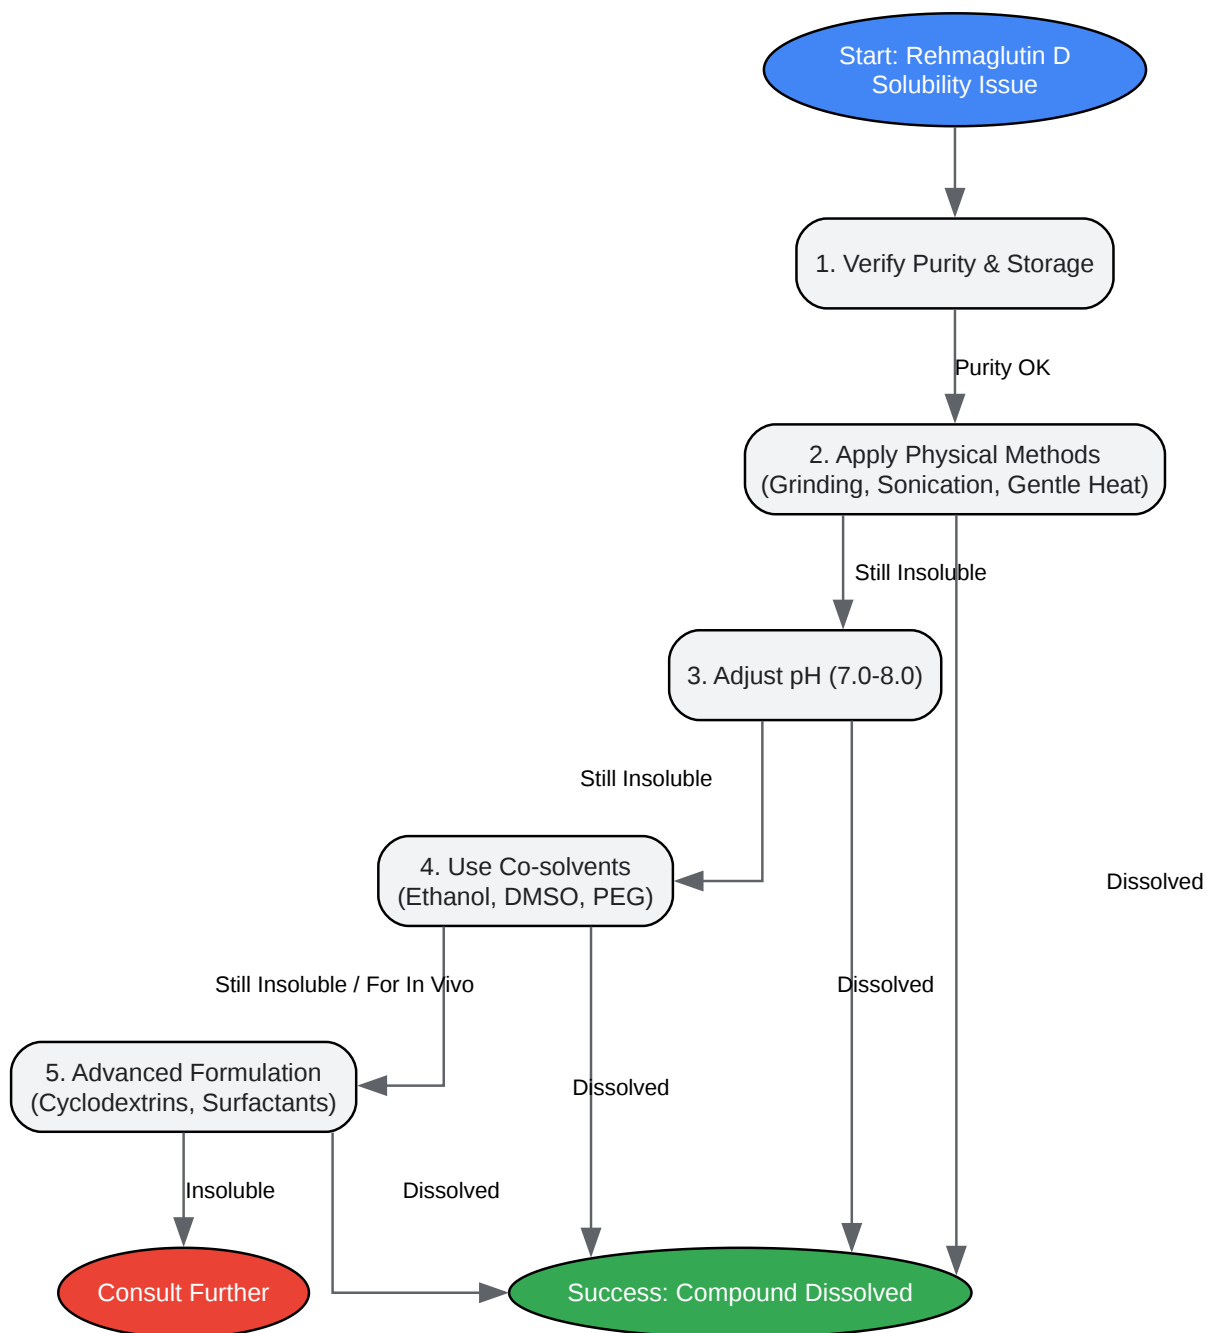 Start: Rehmaglutin D
Solubility Issue
1. Verify Purity & Storage
Purity OK
2. Apply Physical Methods
(Grinding, Sonication, Gentle Heat)
Still Insoluble
3. Adjust pH (7.0-8.0)
Still Insoluble
4. Use Co-solvents
(Ethanol, DMSO, PEG)
Dissolved
Still Insoluble / For In Vivo
Dissolved
5. Advanced Formulation
(Cyclodextrins, Surfactants)
Dissolved
Insoluble
Dissolved
Consult Further
Success: Compound Dissolved